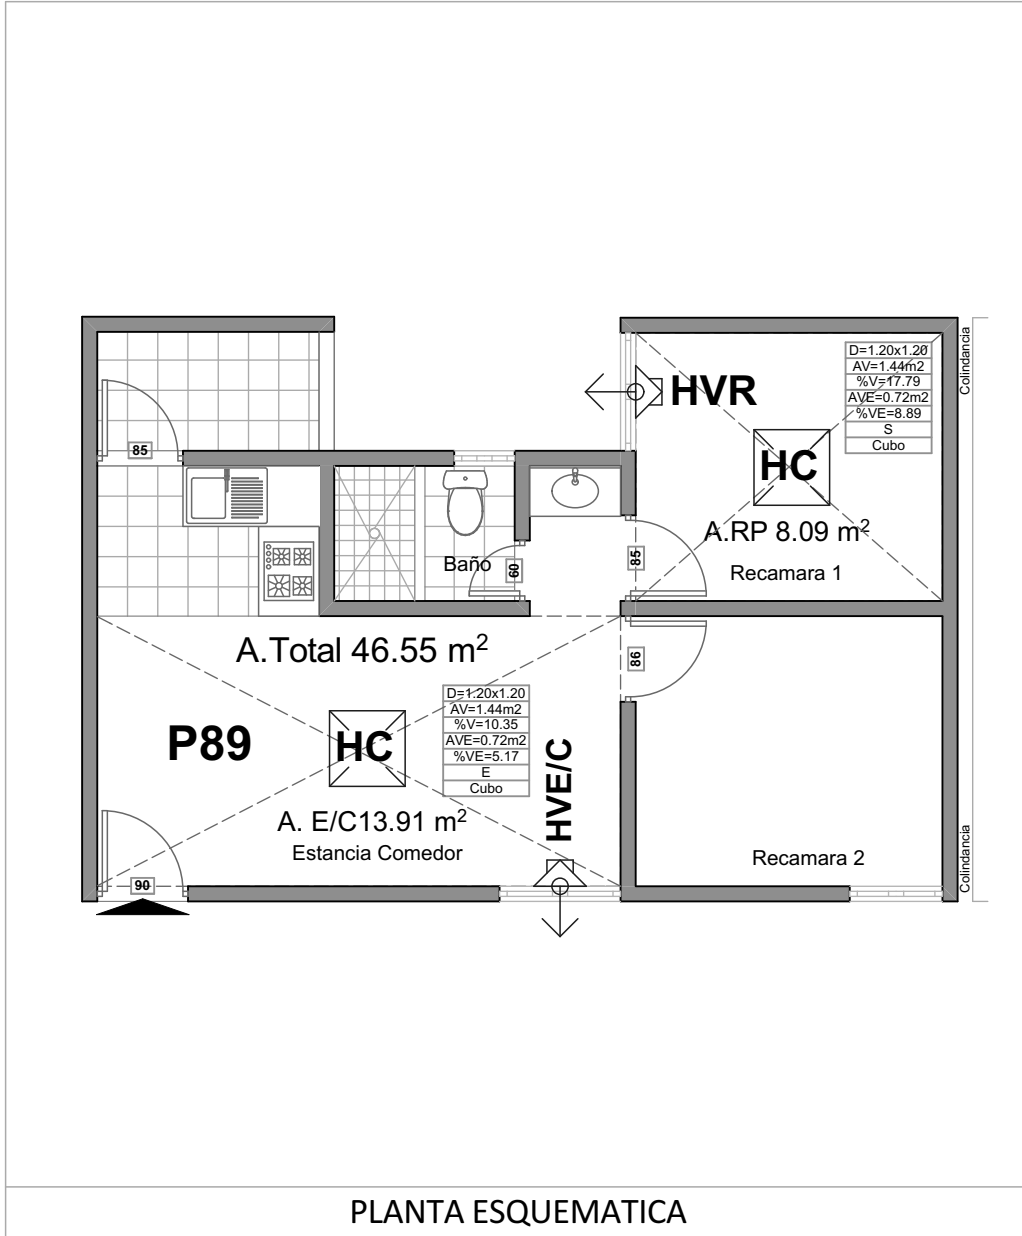 Colindancia
D=1.20x1.20
AV=1.44m2
%V=17.79
AVE=0.72m2
%VE=8.89
S
Cubo
HVR
HC
85
A.RP 8.09 m²
Recamara 1
Baño
60
85
A.Total 46.55 m²
86
D=1.20x1.20
AV=1.44m2
%V=10.35
AVE=0.72m2
%VE=5.17
E
Cubo
P89
HC
HVE/C
A. E/C13.91 m²
Estancia Comedor
Recamara 2
Colindancia
90
PLANTA ESQUEMATICA